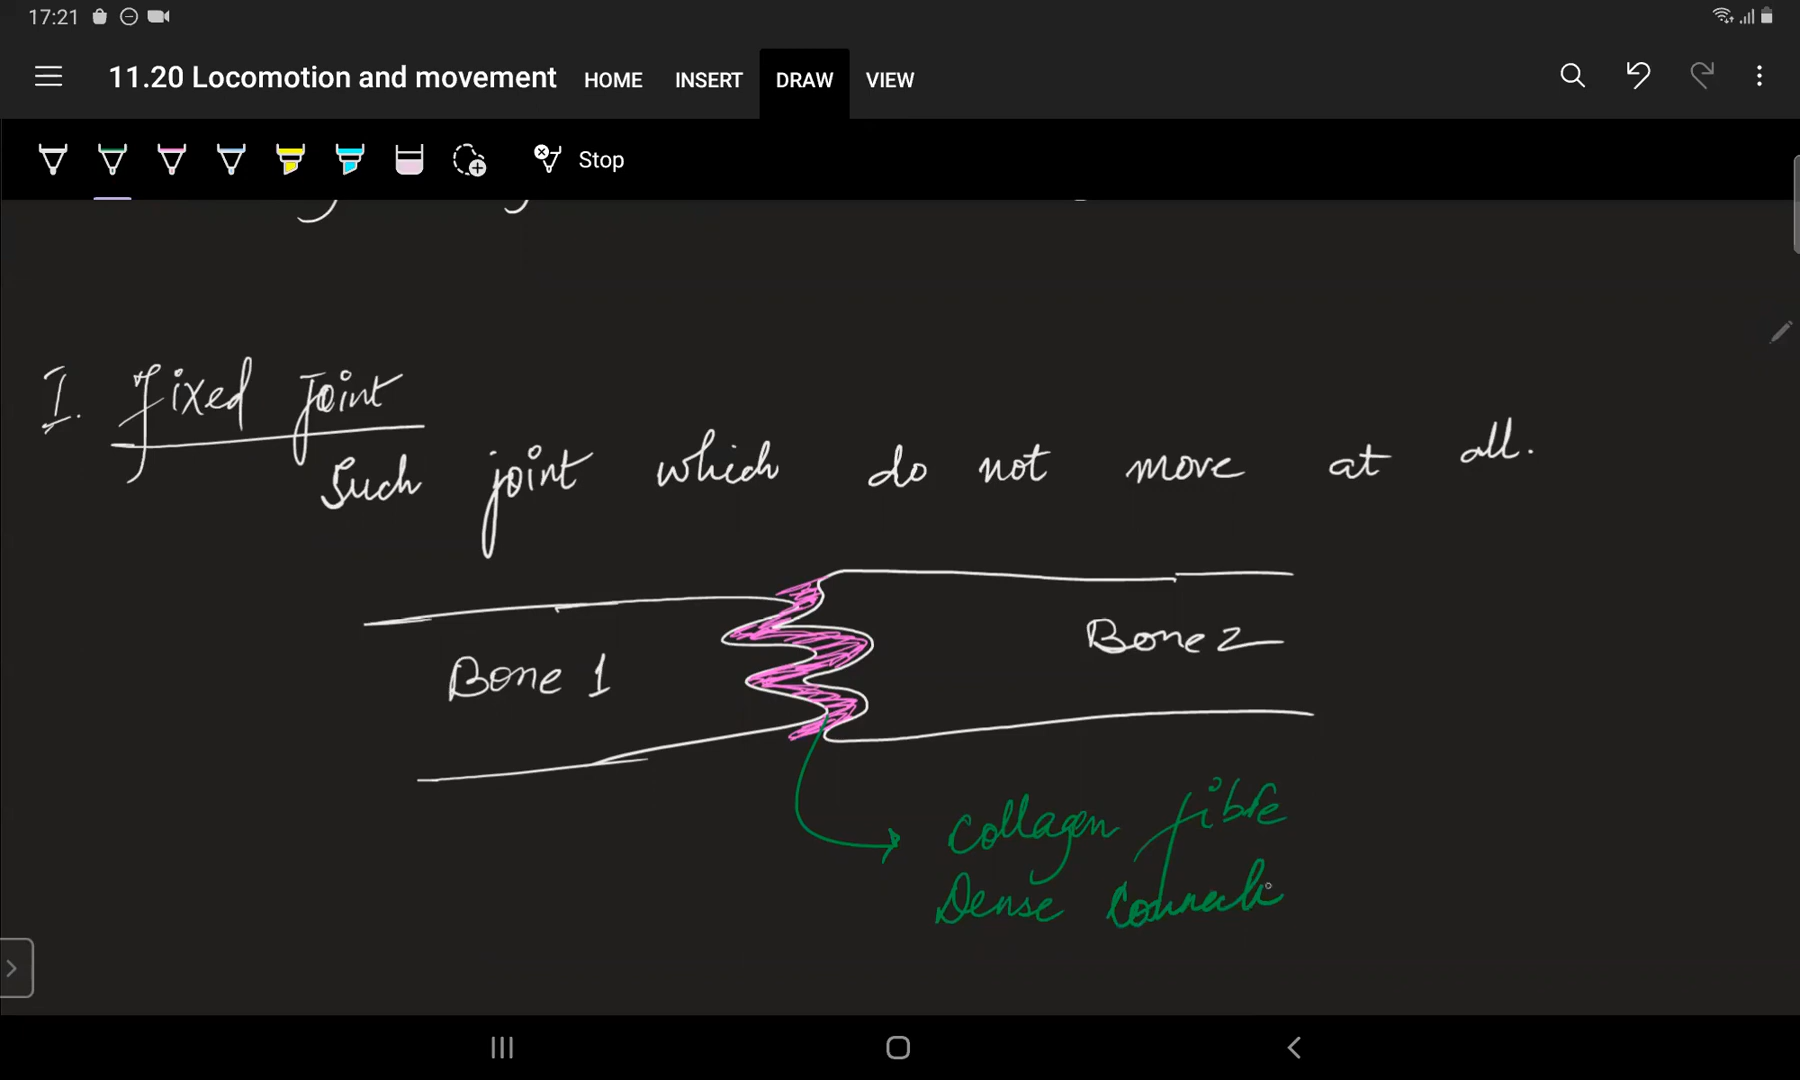 17:21
11.20 Locomotion and movement HOME INSERT DRAW VIEW
Stop
I. fixed joint
Such joint which do not move at all.
Bone 1
Bone 2
Collagen fibre
Dense connecti